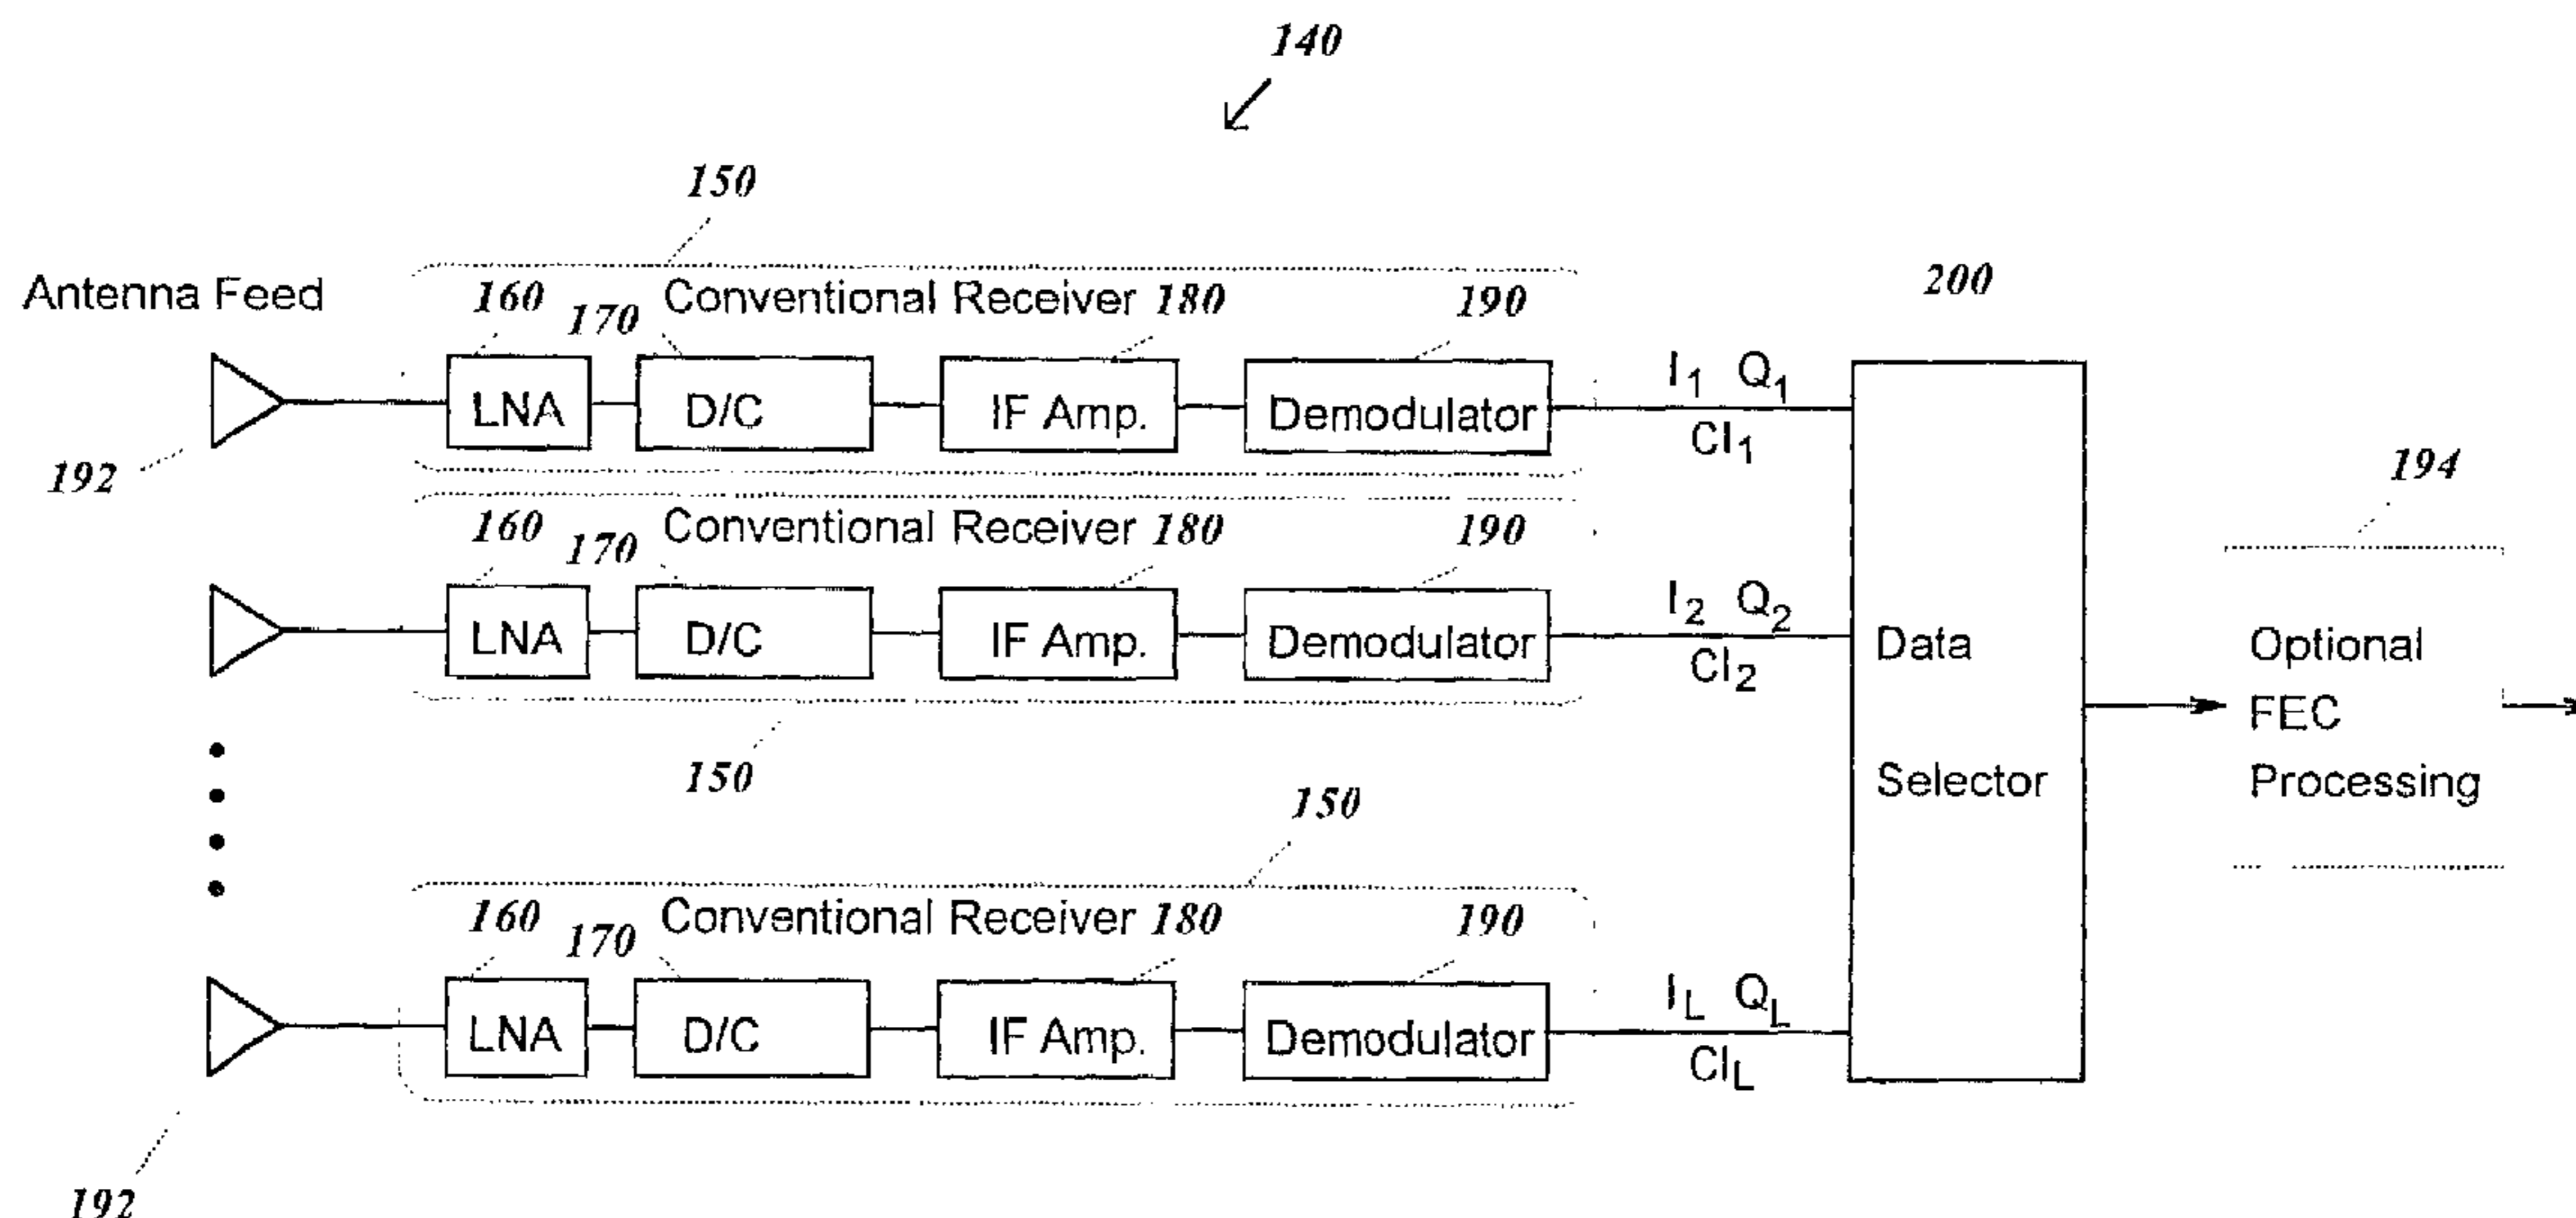 140
150
Antenna Feed
160
170
Conventional Receiver 180
190
200
LNA
D/C
IF Amp.
Demodulator
I1 Q1
CI1
192
194
160
170
Conventional Receiver 180
190
LNA
D/C
IF Amp.
Demodulator
I2 Q2
CI2
Data
Selector
Optional
FEC
Processing
150
150
160
170
Conventional Receiver 180
190
LNA
D/C
IF Amp.
Demodulator
IL QL
CIL
192